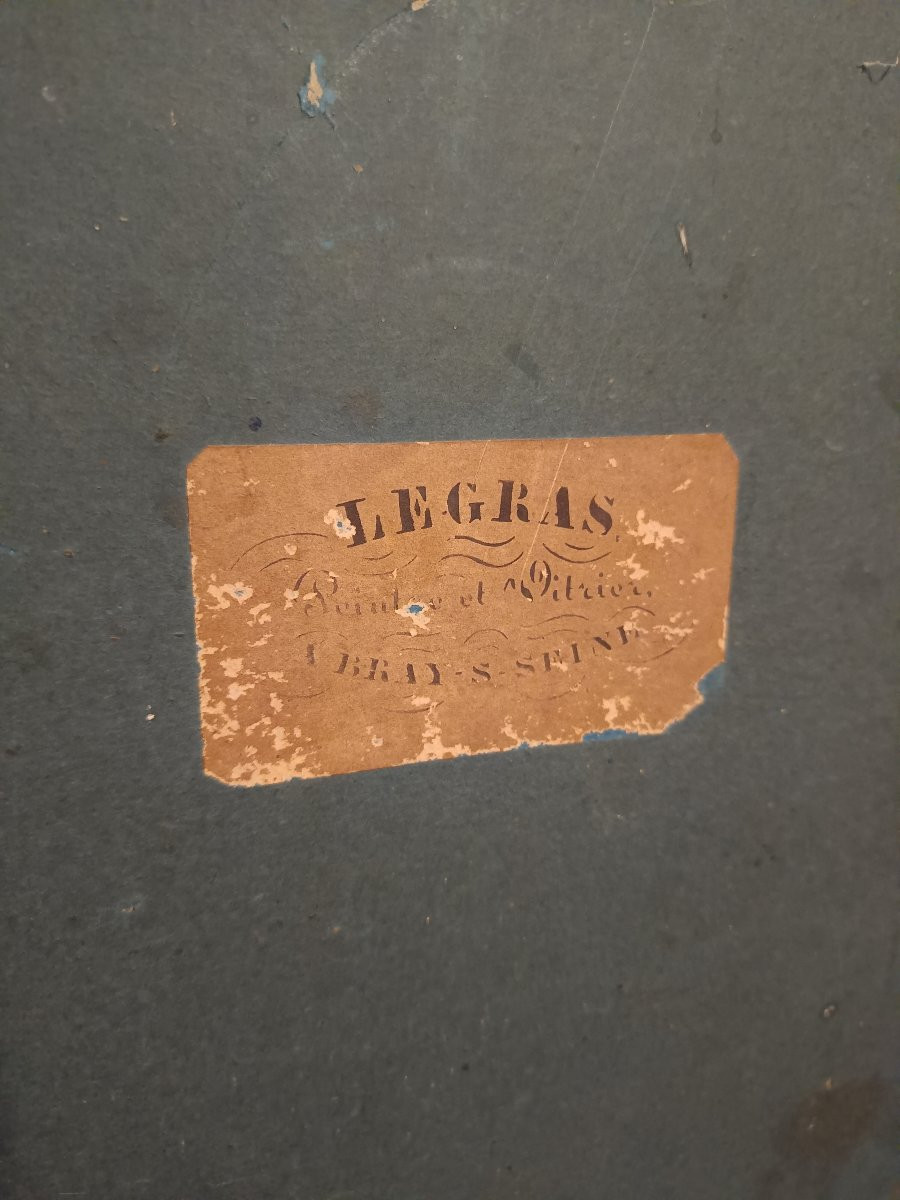 LEGRAS,
Peintre et Vitrier,
A BRAY-S-SEINE